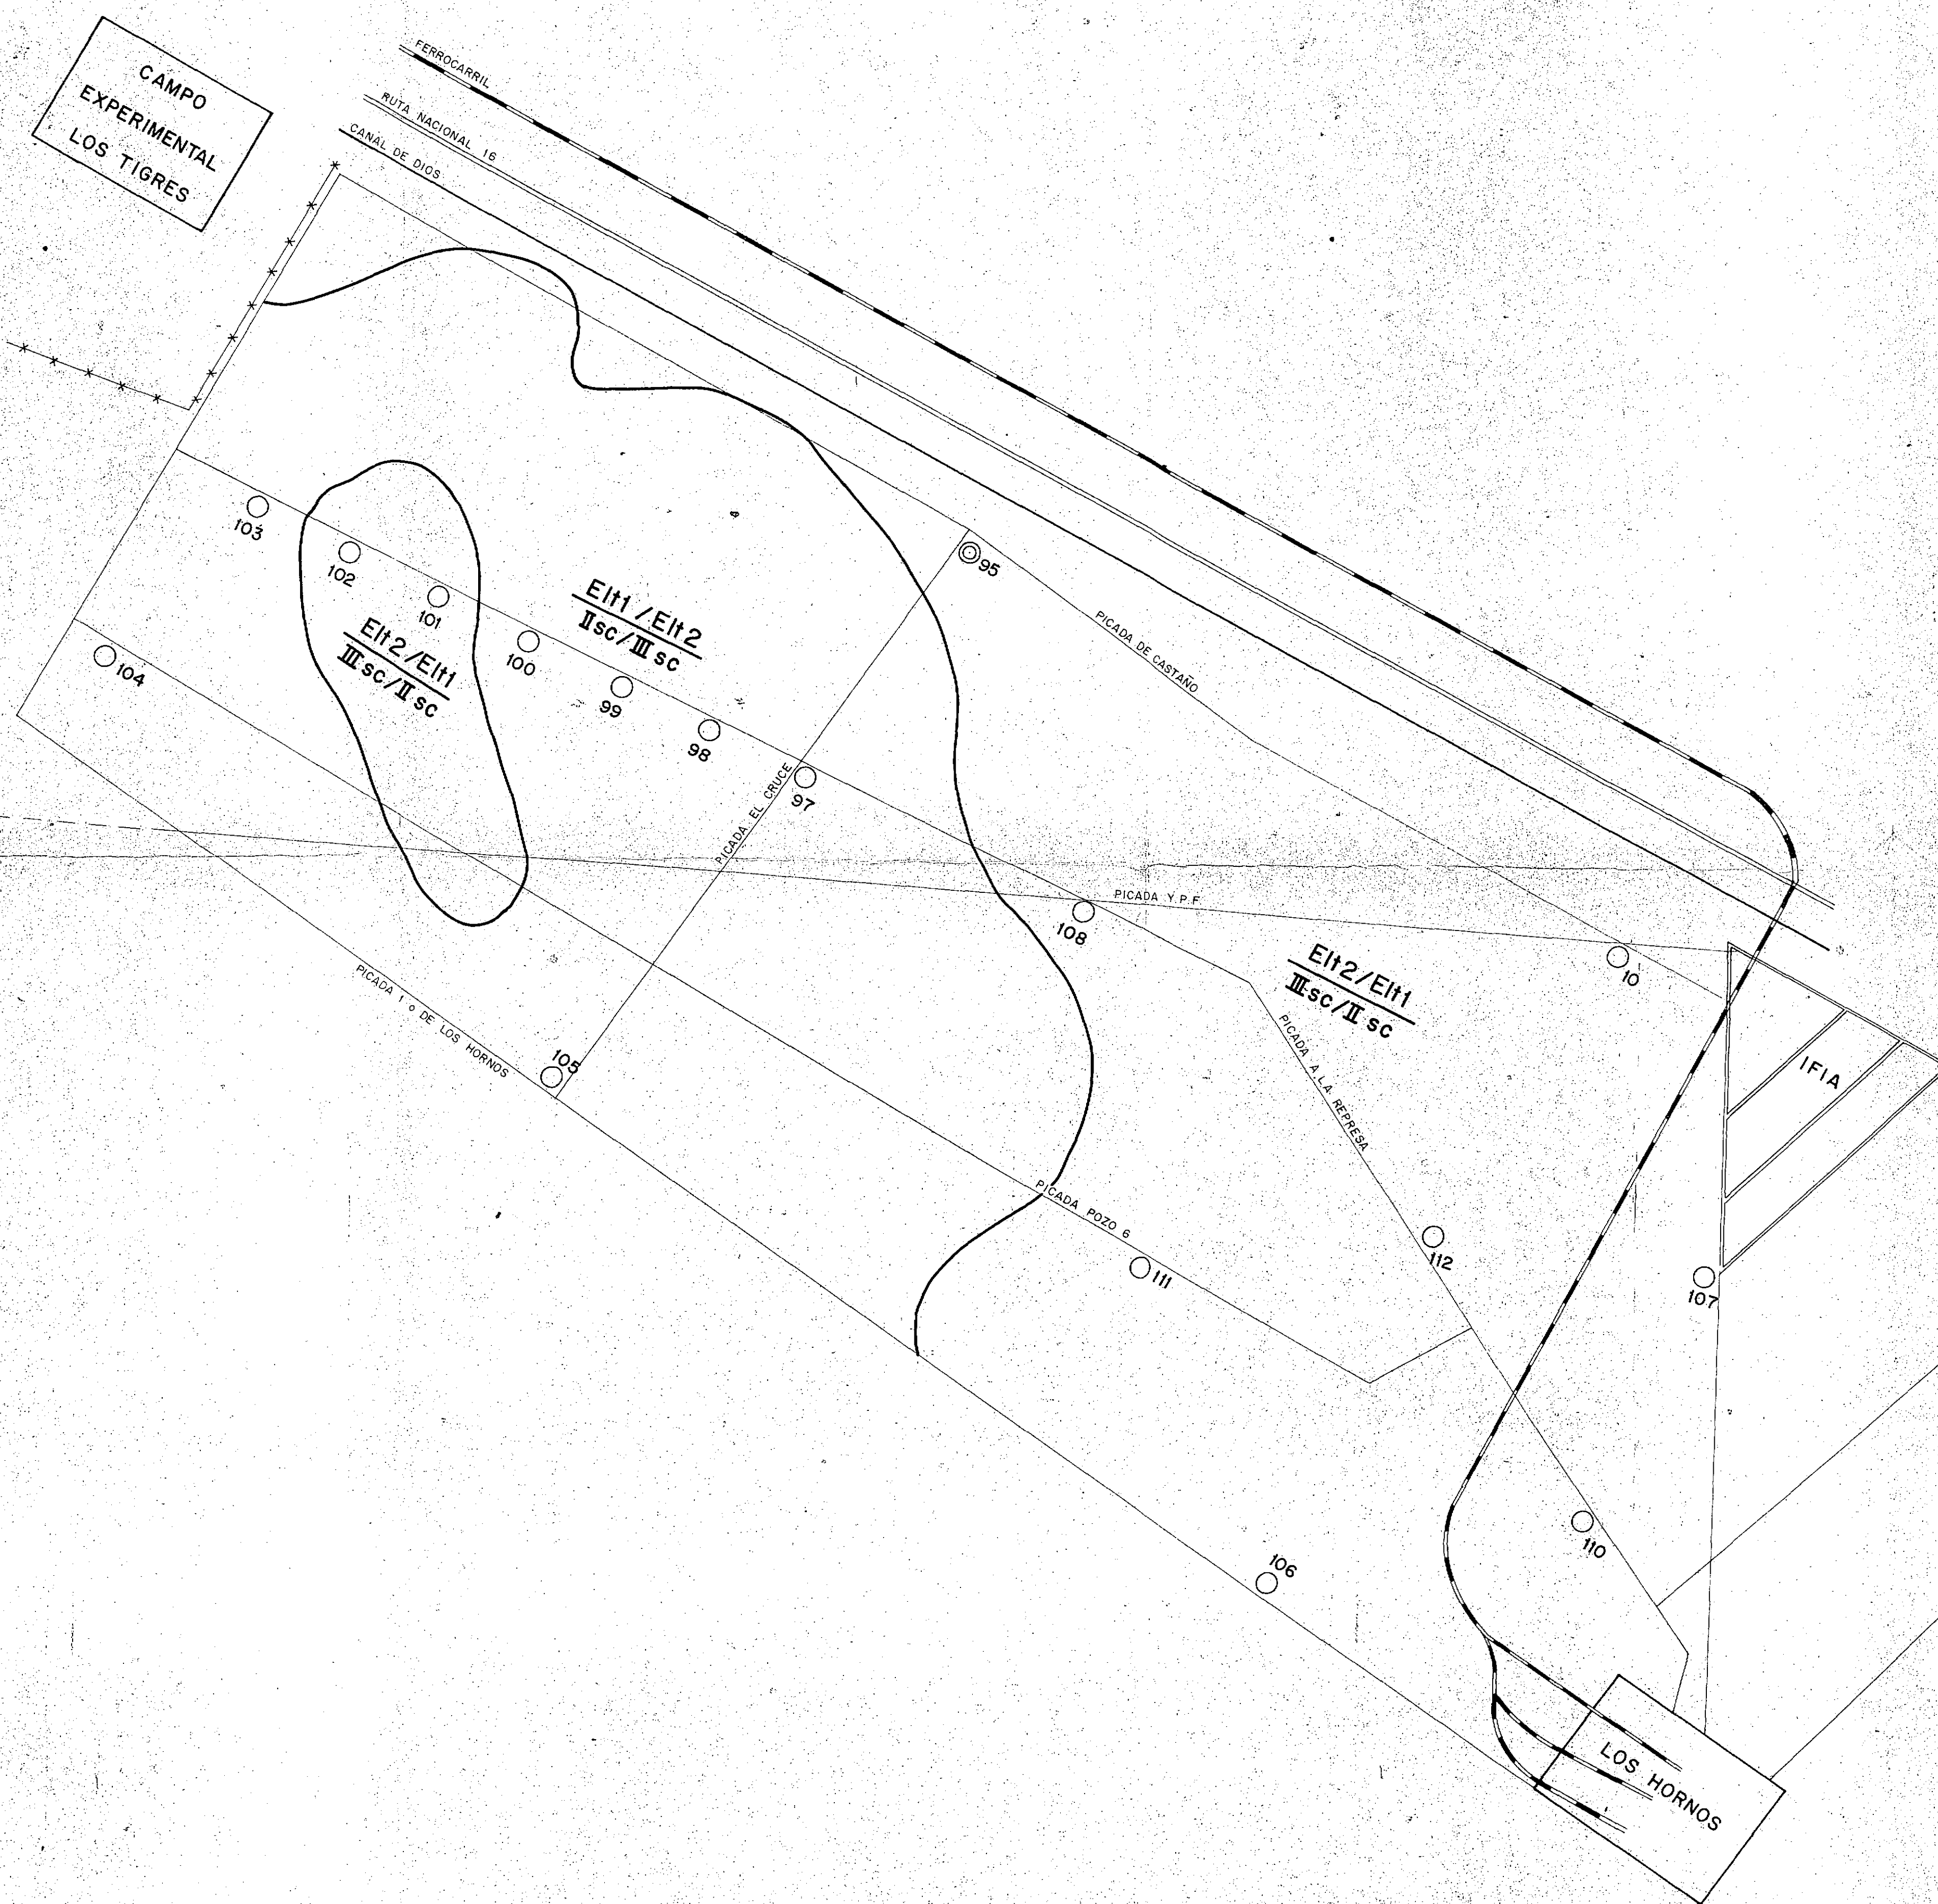 CAMPO
EXPERIMENTAL
LOS TIGRES
FERROCARRIL
RUTA NACIONAL 16
CANAL DE DIOS
103
102
101
100
99
98
97
95
104
Elt1/Elt2
IIsc/IIIsc
Elt2/Elt1
IIIsc/IIsc
PICADA DE CASTAÑO
PICADA EL CRUCE
PICADA Y.P.F.
108
10
Elt2/Elt1
IIIsc/IIsc
PICADA 1o DE LOS HORNOS
105
PICADA A LA REPRESA
IFIA
PICADA POZO 6
111
112
107
110
106
LOS HORNOS